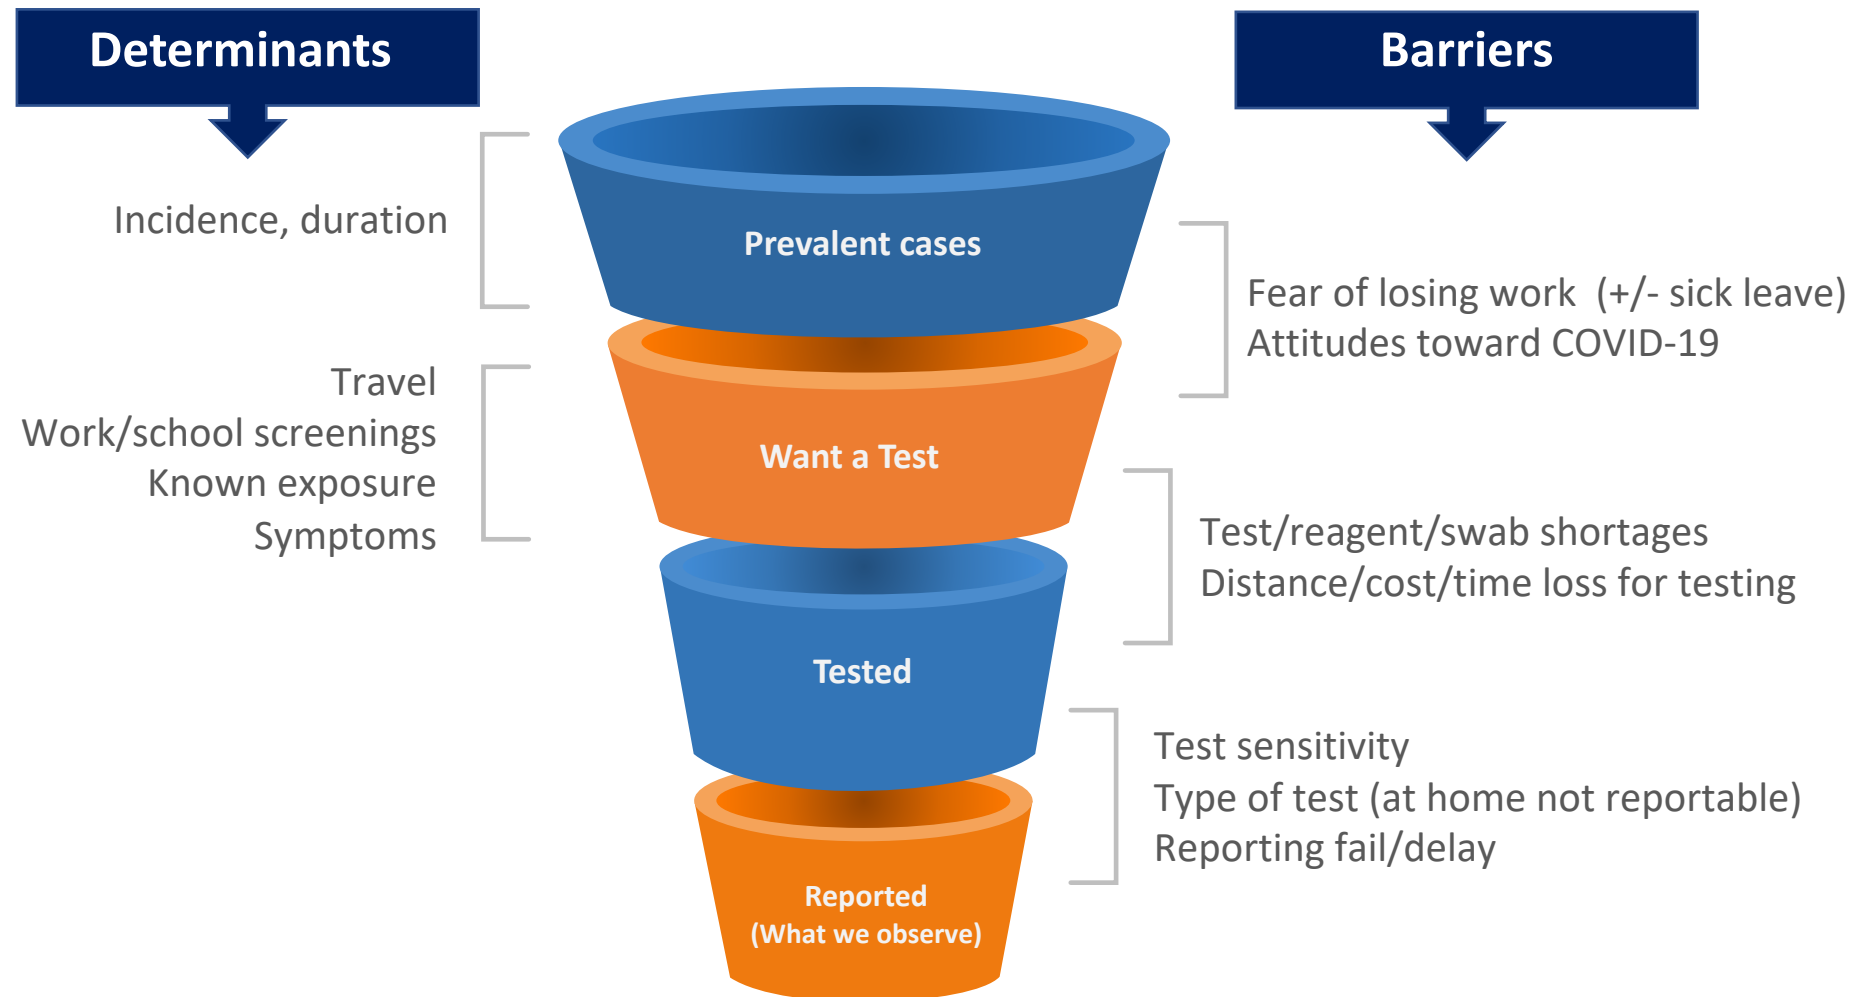 Determinants
Barriers
Incidence, duration
Prevalent cases
Fear of losing work  (+/- sick leave)
Attitudes toward COVID-19
Travel
Work/school screenings
Known exposure
Symptoms
Want a Test
Test/reagent/swab shortages
Distance/cost/time loss for testing
Tested
Test sensitivity
Type of test (at home not reportable)
Reporting fail/delay
Reported
(What we observe)